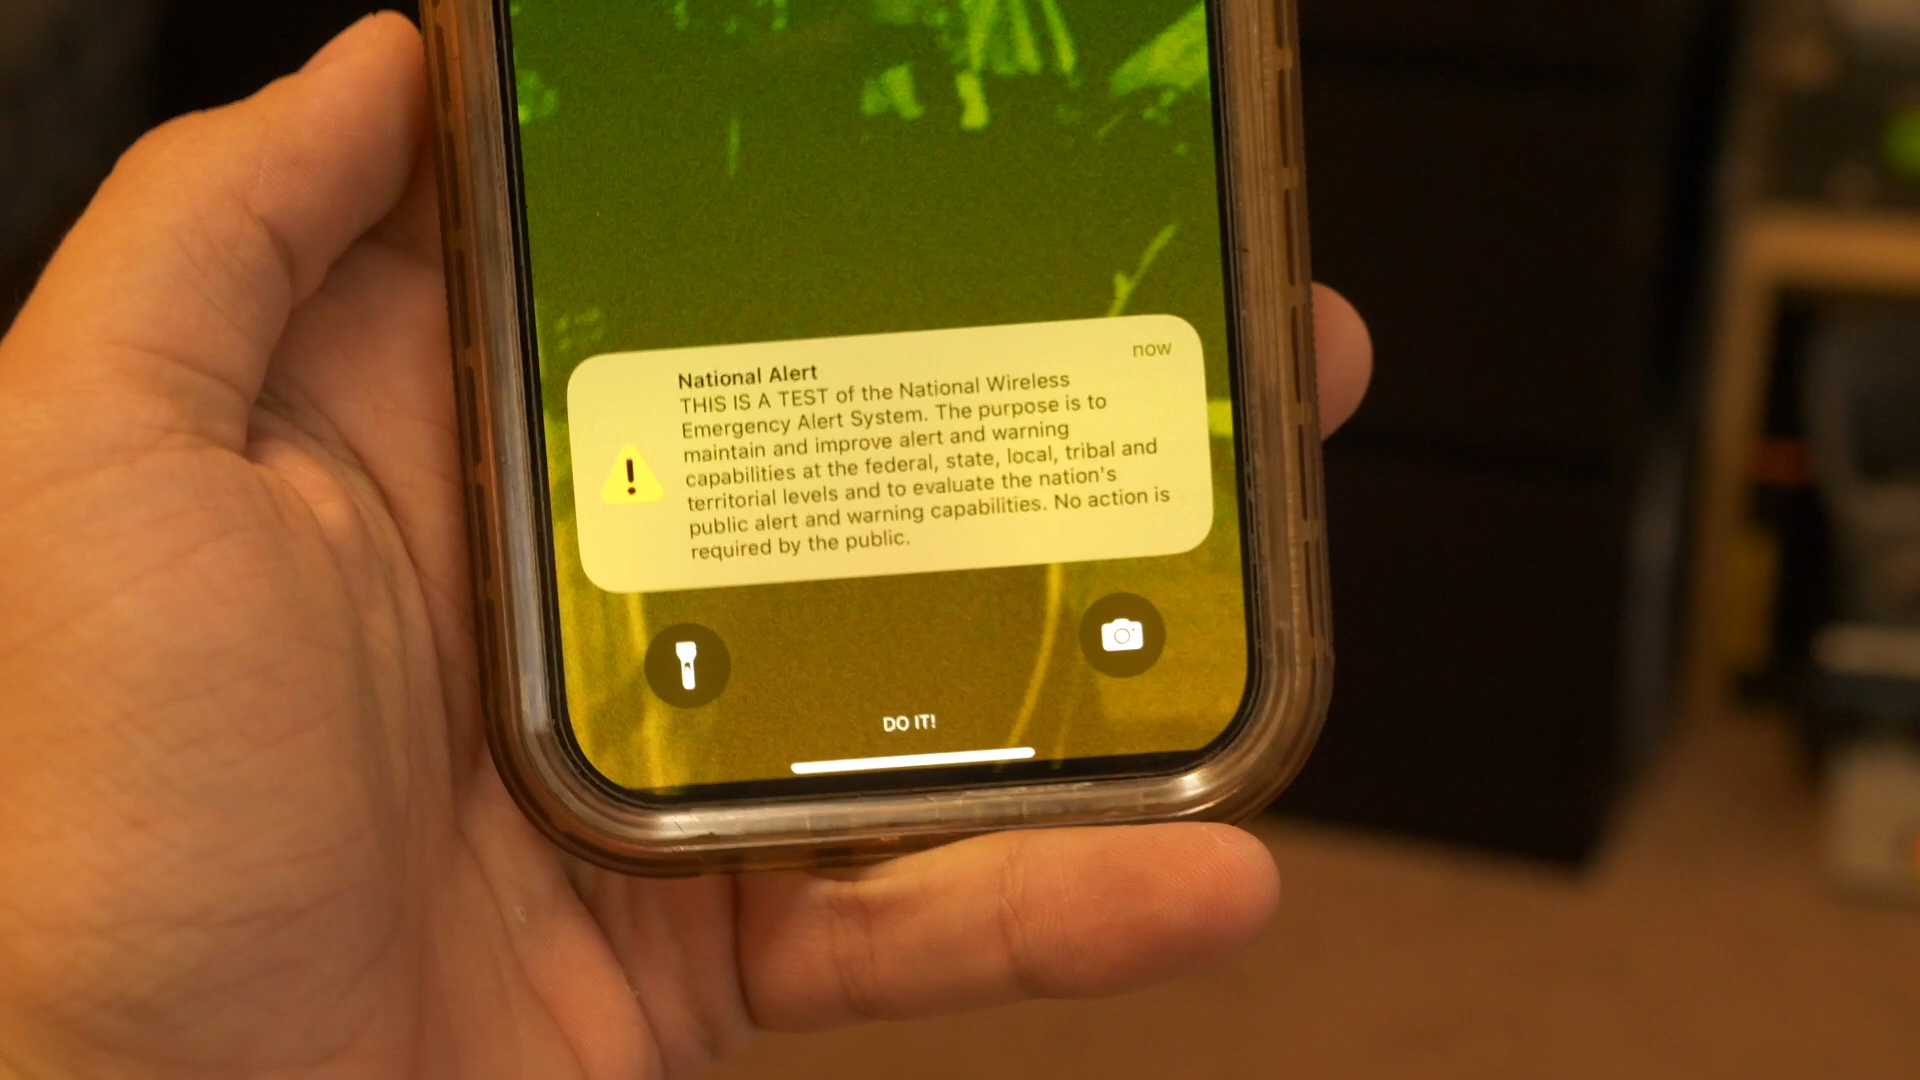 National Alert
now
THIS IS A TEST of the National Wireless
Emergency Alert System. The purpose is to
maintain and improve alert and warning
capabilities at the federal, state, local, tribal and
territorial levels and to evaluate the nation's
public alert and warning capabilities. No action is
required by the public.
DO IT!